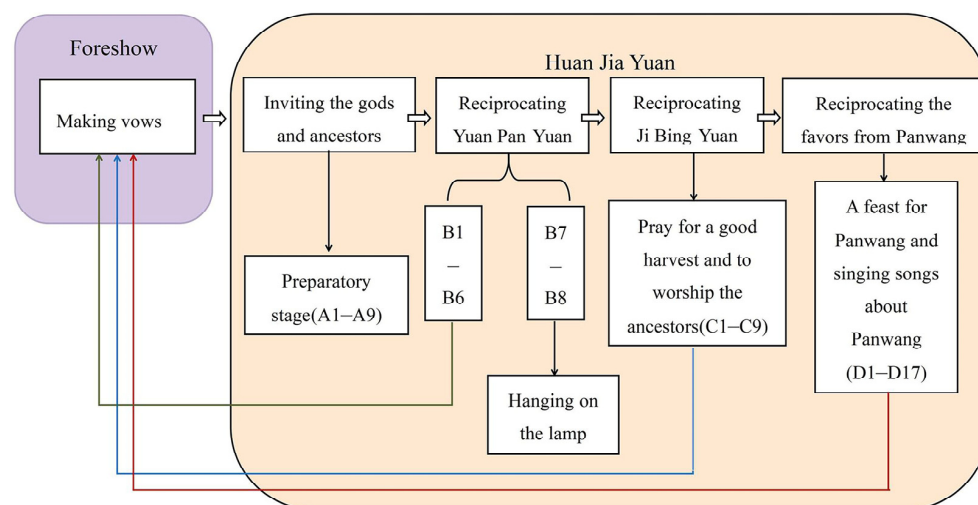 Foreshow
Making vows
Huan Jia Yuan
Inviting the gods
and ancestors
Reciprocating
Yuan Pan Yuan
Reciprocating
Ji Bing Yuan
Reciprocating the
favors from Panwang
Preparatory
stage(A1–A9)
B1
–
B6
B7
–
B8
Hanging on
the lamp
Pray for a good
harvest and to
worship the
ancestors(C1–C9)
A feast for
Panwang and
singing songs
about
Panwang
(D1–D17)